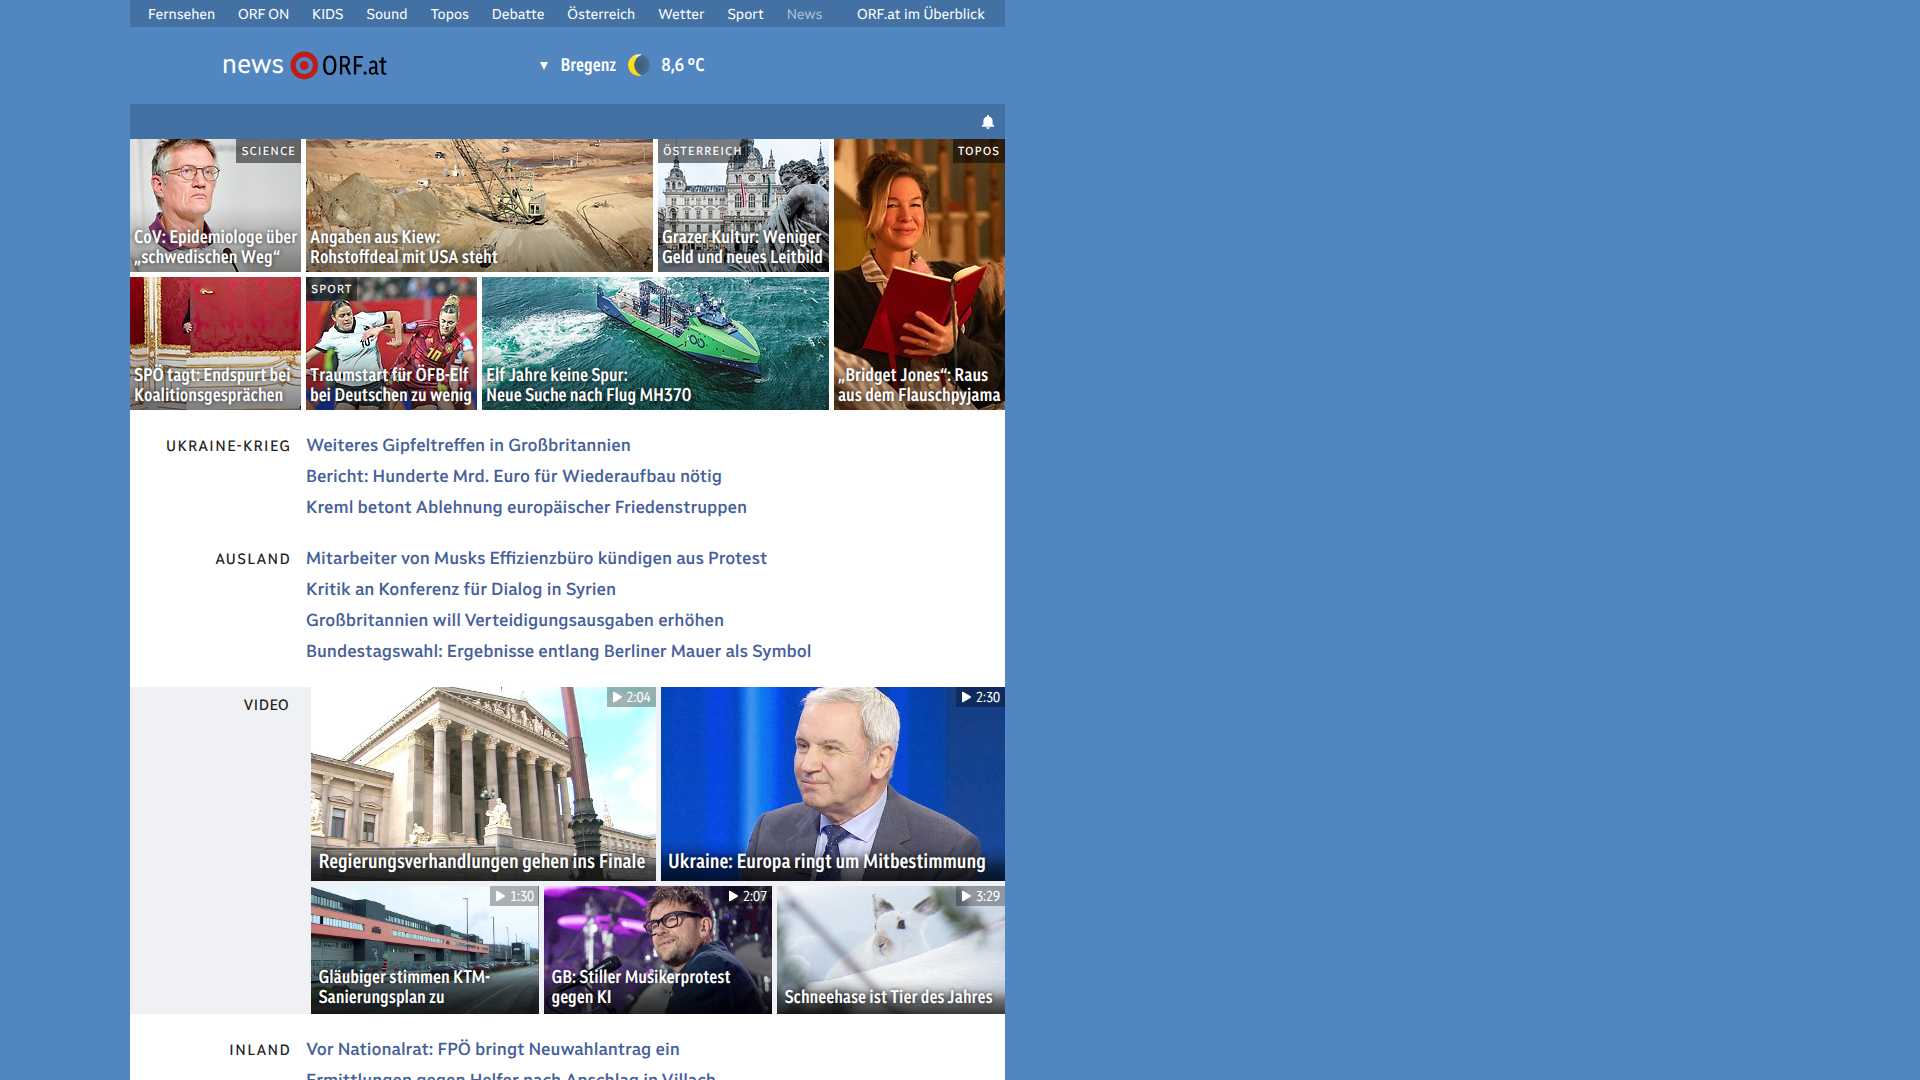 Fernsehen ORF ON KIDS Sound Topos Debatte Österreich Wetter Sport News ORF.at im Überblick
news ORF.at
Bregenz 8,6 °C
SCIENCE
CoV: Epidemiologe über
„schwedischen Weg“
Angaben aus Kiew:
Rohstoffdeal mit USA steht
ÖSTERREICH
Grazer Kultur: Weniger
Geld und neues Leitbild
TOPOS
„Bridget Jones“: Raus
aus dem Flauschpyjama
SPÖ tagt: Endspurt bei
Koalitionsgesprächen
SPORT
Traumstart für ÖFB-Elf
bei Deutschen zu wenig
Elf Jahre keine Spur:
Neue Suche nach Flug MH370
UKRAINE-KRIEG
Weiteres Gipfeltreffen in Großbritannien
Bericht: Hunderte Mrd. Euro für Wiederaufbau nötig
Kreml betont Ablehnung europäischer Friedenstruppen
AUSLAND
Mitarbeiter von Musks Effizienzbüro kündigen aus Protest
Kritik an Konferenz für Dialog in Syrien
Großbritannien will Verteidigungsausgaben erhöhen
Bundestagswahl: Ergebnisse entlang Berliner Mauer als Symbol
VIDEO
2:04
Regierungsverhandlungen gehen ins Finale
2:30
Ukraine: Europa ringt um Mitbestimmung
1:30
Gläubiger stimmen KTM-
Sanierungsplan zu
2:07
GB: Stiller Musikerprotest
gegen KI
3:29
Schneehase ist Tier des Jahres
INLAND
Vor Nationalrat: FPÖ bringt Neuwahlantrag ein
Ermittlungen gegen Helfer nach Anschlag in Villach